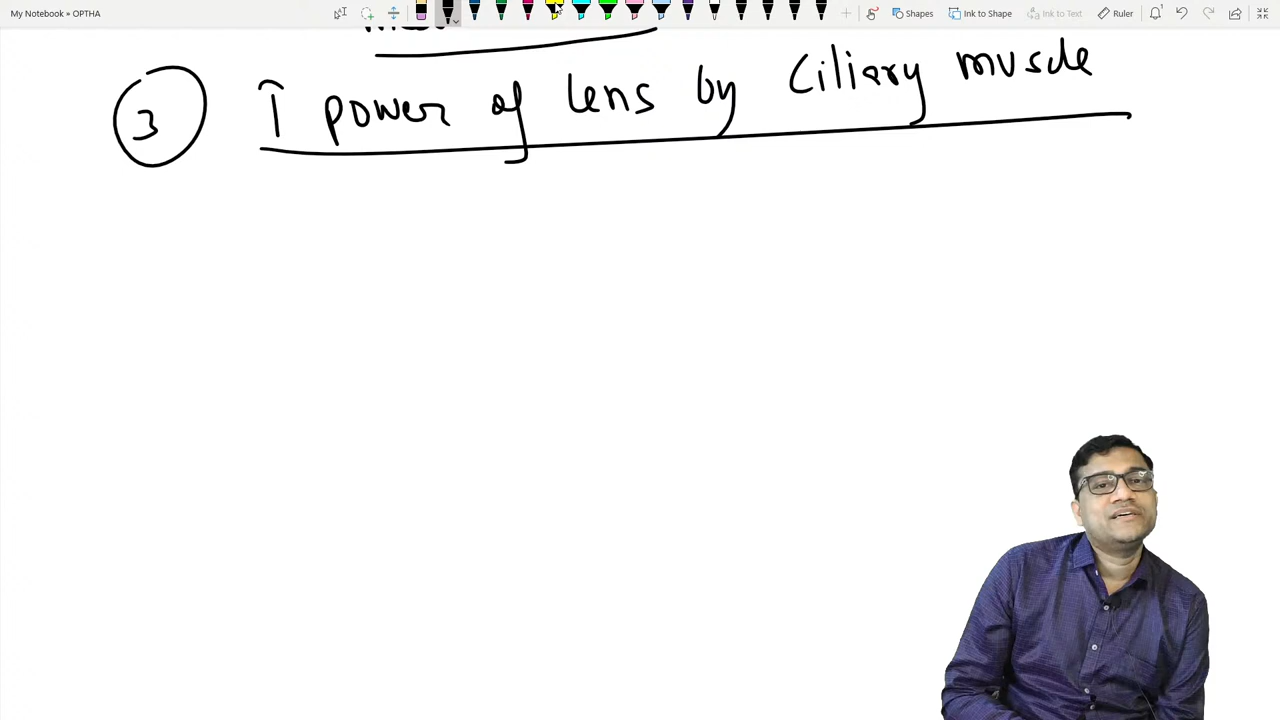 My Notebook » OPTHA
Shapes
Ink to Shape
Ink to Text
Ruler
3
↑ power of lens by Ciliary muscle